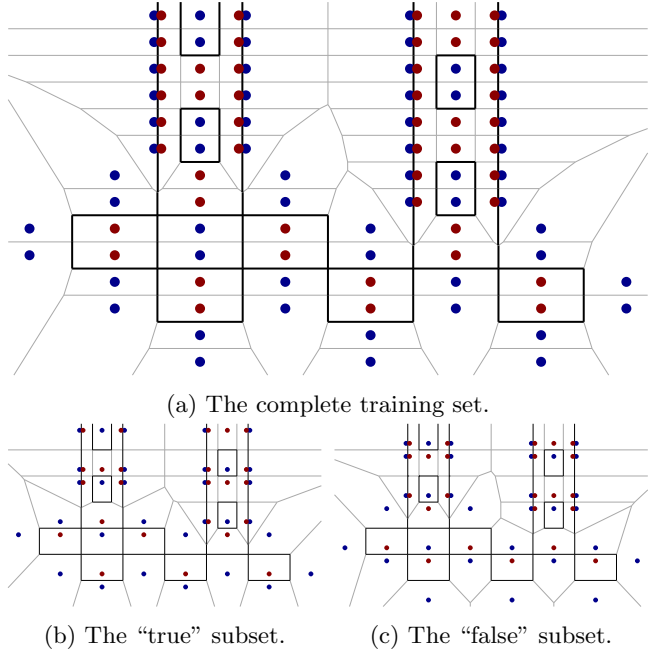 (a) The complete training set.
(b) The “true” subset.
(c) The “false” subset.